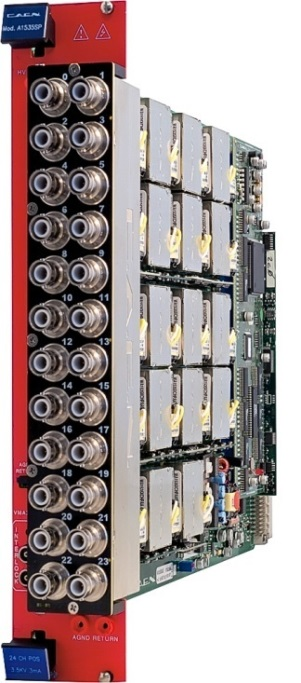 CAEN
Mod. A1535SP
HV
0 1
2 3
4 5
6 7
8 9
10 11
12 13
14 15
16 17
18 19
20 21
22 23
INTERLOCK
AGND RETURN
24 CH POS
3.5KV 3mA